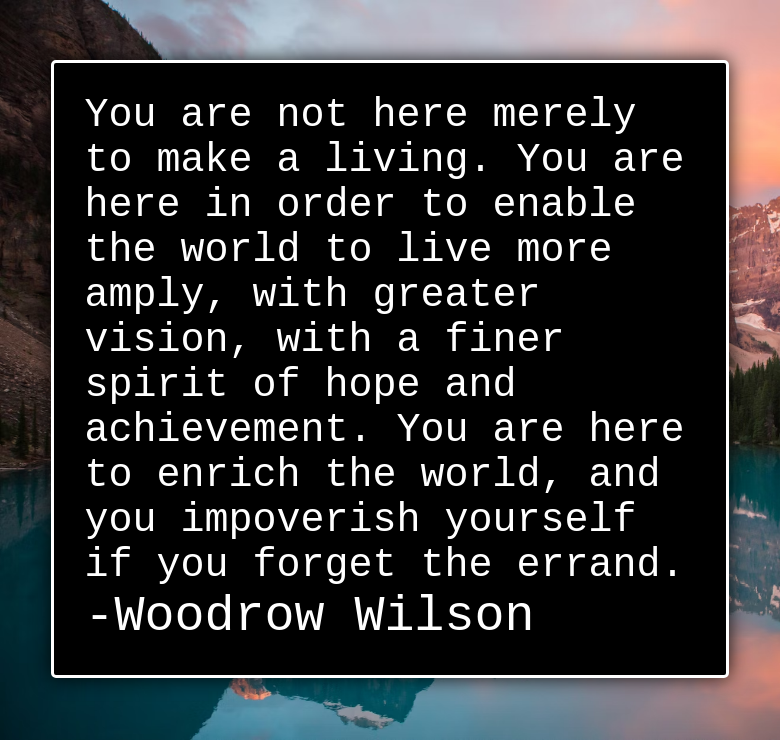 You are not here merely
to make a living. You are
here in order to enable
the world to live more
amply, with greater
vision, with a finer
spirit of hope and
achievement. You are here
to enrich the world, and
you impoverish yourself
if you forget the errand.
-Woodrow Wilson